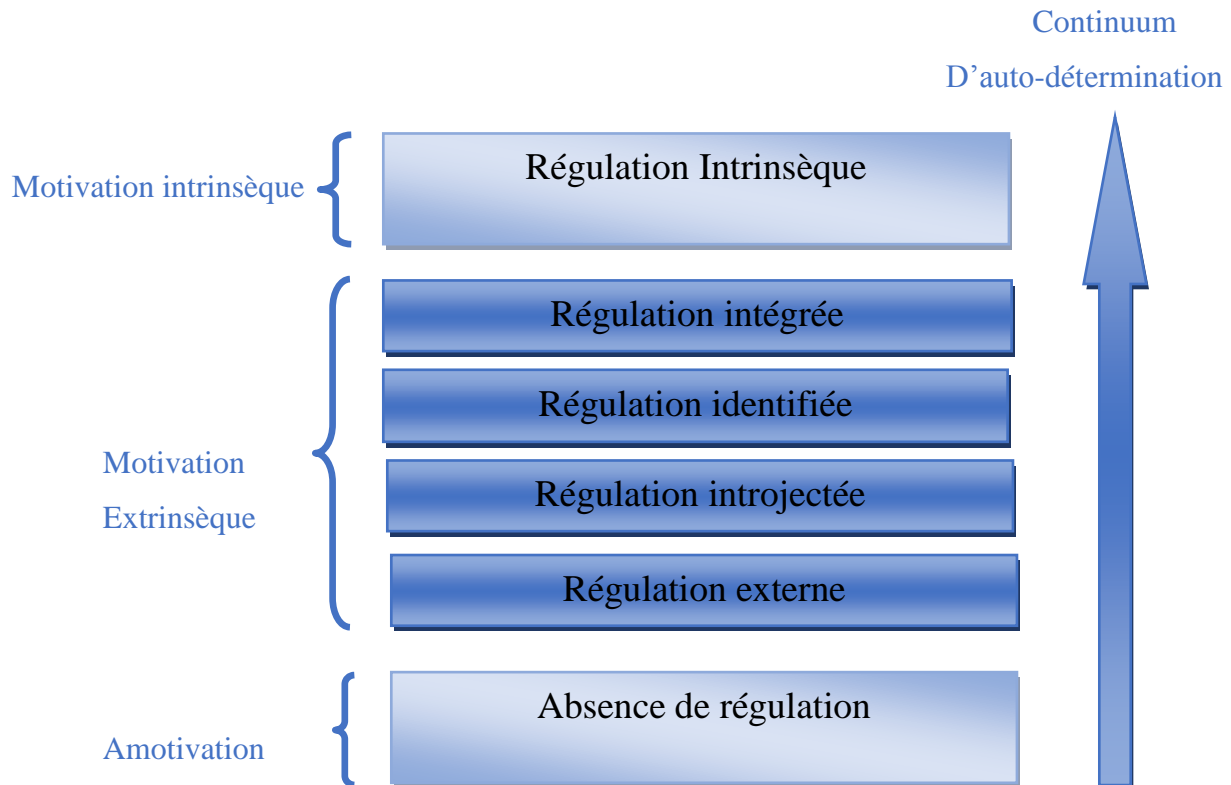 Continuum
D’auto-détermination
Régulation Intrinsèque
Motivation intrinsèque
Régulation intégrée
Régulation identifiée
Motivation
Extrinsèque
Régulation introjectée
Régulation externe
Absence de régulation
Amotivation